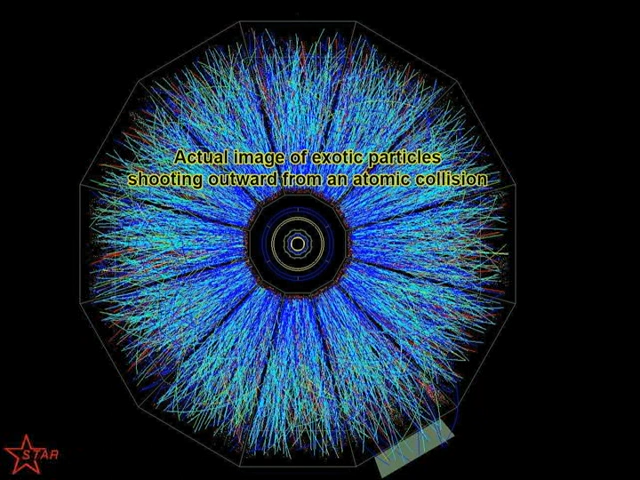 Actual image of exotic particles
shooting outward from an atomic collision
STAR